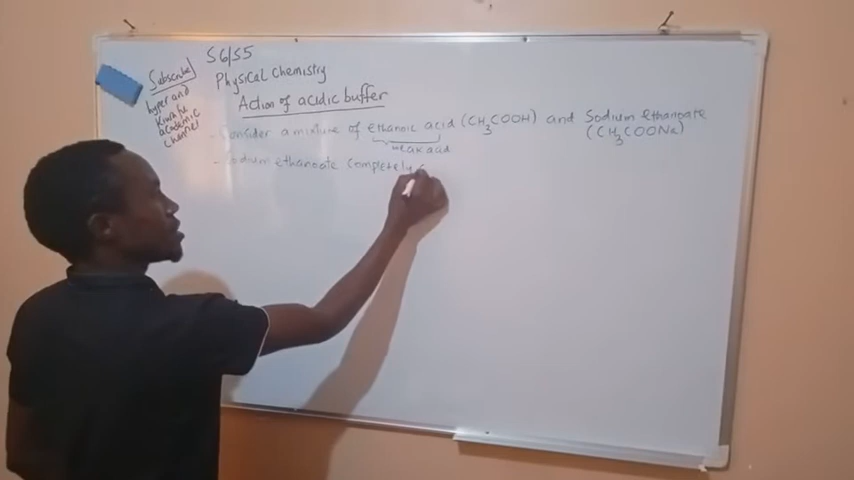 Subscribe!
hyper and
Kwafu
academic
channel
S6/S5
Physical Chemistry
Action of acidic buffer
- Consider a mixture of ethanoic acid (CH3COOH) and Sodium ethanoate
(CH3COONa)
weak acid
- Sodium ethanoate completely